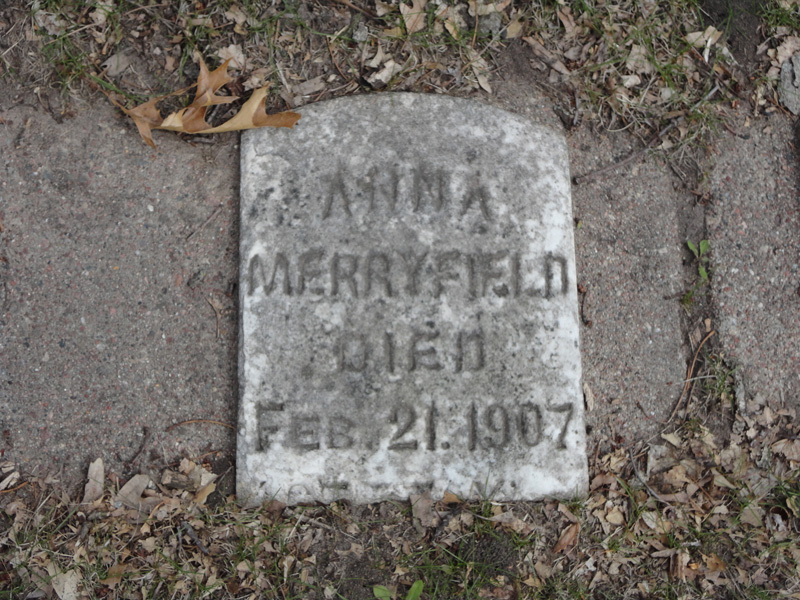 ANNA
MERRYFIELD
DIED
FEB. 21. 1907